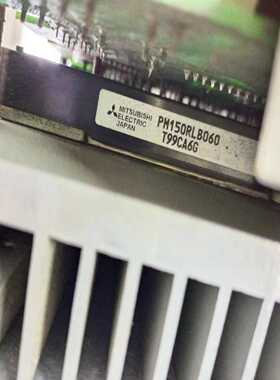 MITSUBISHI
ELECTRIC
JAPAN
PM150RLB060
T99CA6G